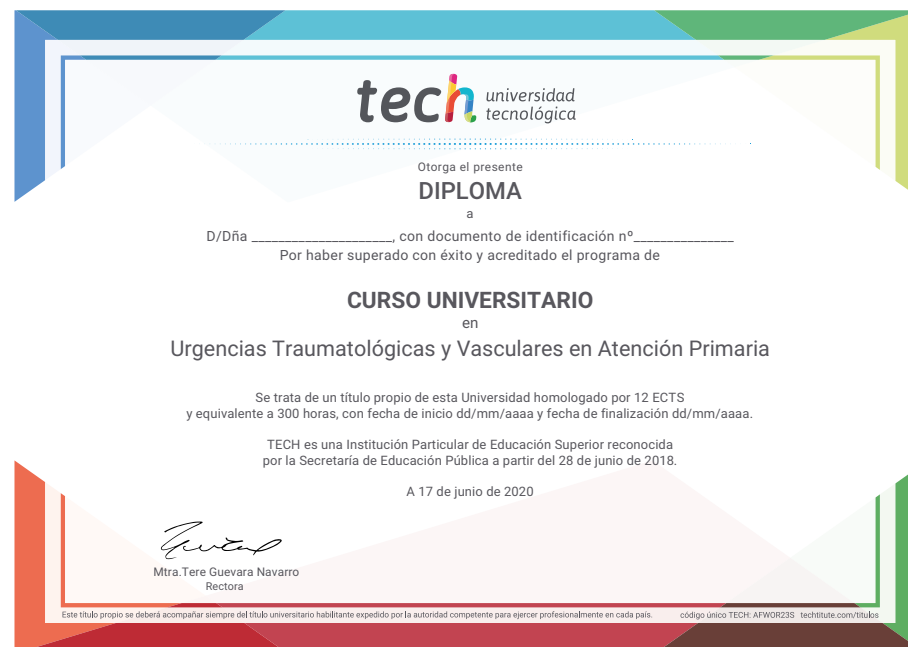 tech universidad
tecnológica
Otorga el presente
DIPLOMA
a
D/Dña _____________________, con documento de identificación nº_______________
Por haber superado con éxito y acreditado el programa de
CURSO UNIVERSITARIO
en
Urgencias Traumatológicas y Vasculares en Atención Primaria
Se trata de un título propio de esta Universidad homologado por 12 ECTS
y equivalente a 300 horas, con fecha de inicio dd/mm/aaaa y fecha de finalización dd/mm/aaaa.
TECH es una Institución Particular de Educación Superior reconocida
por la Secretaría de Educación Pública a partir del 28 de junio de 2018.
A 17 de junio de 2020
Mtra.Tere Guevara Navarro
Rectora
Este título propio se deberá acompañar siempre del título universitario habilitante expedido por la autoridad competente para ejercer profesionalmente en cada país. código único TECH: AFWOR23S techtitute.com/titulos